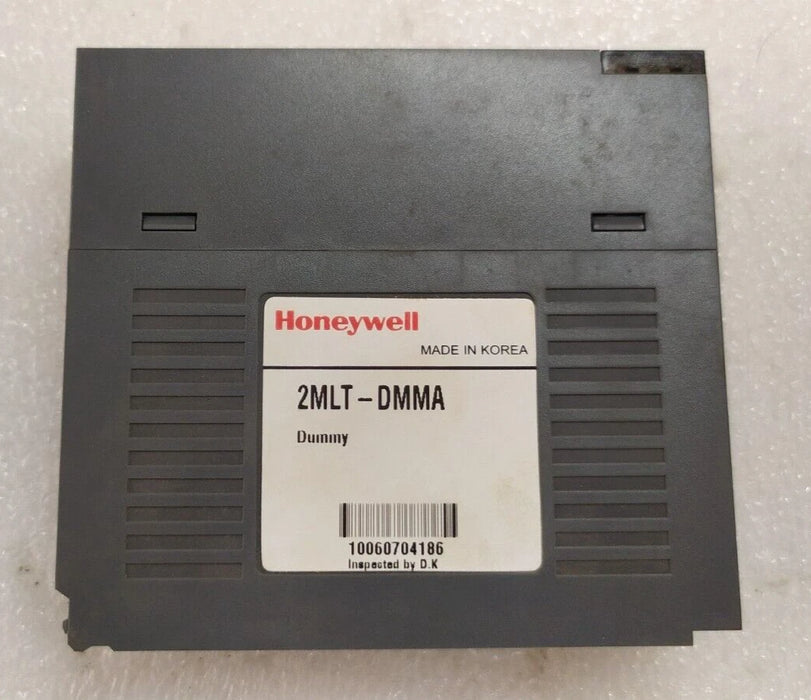 Honeywell
MADE IN KOREA
2MLT-DMMA
Dummy
10060704186
Inspected by D.K